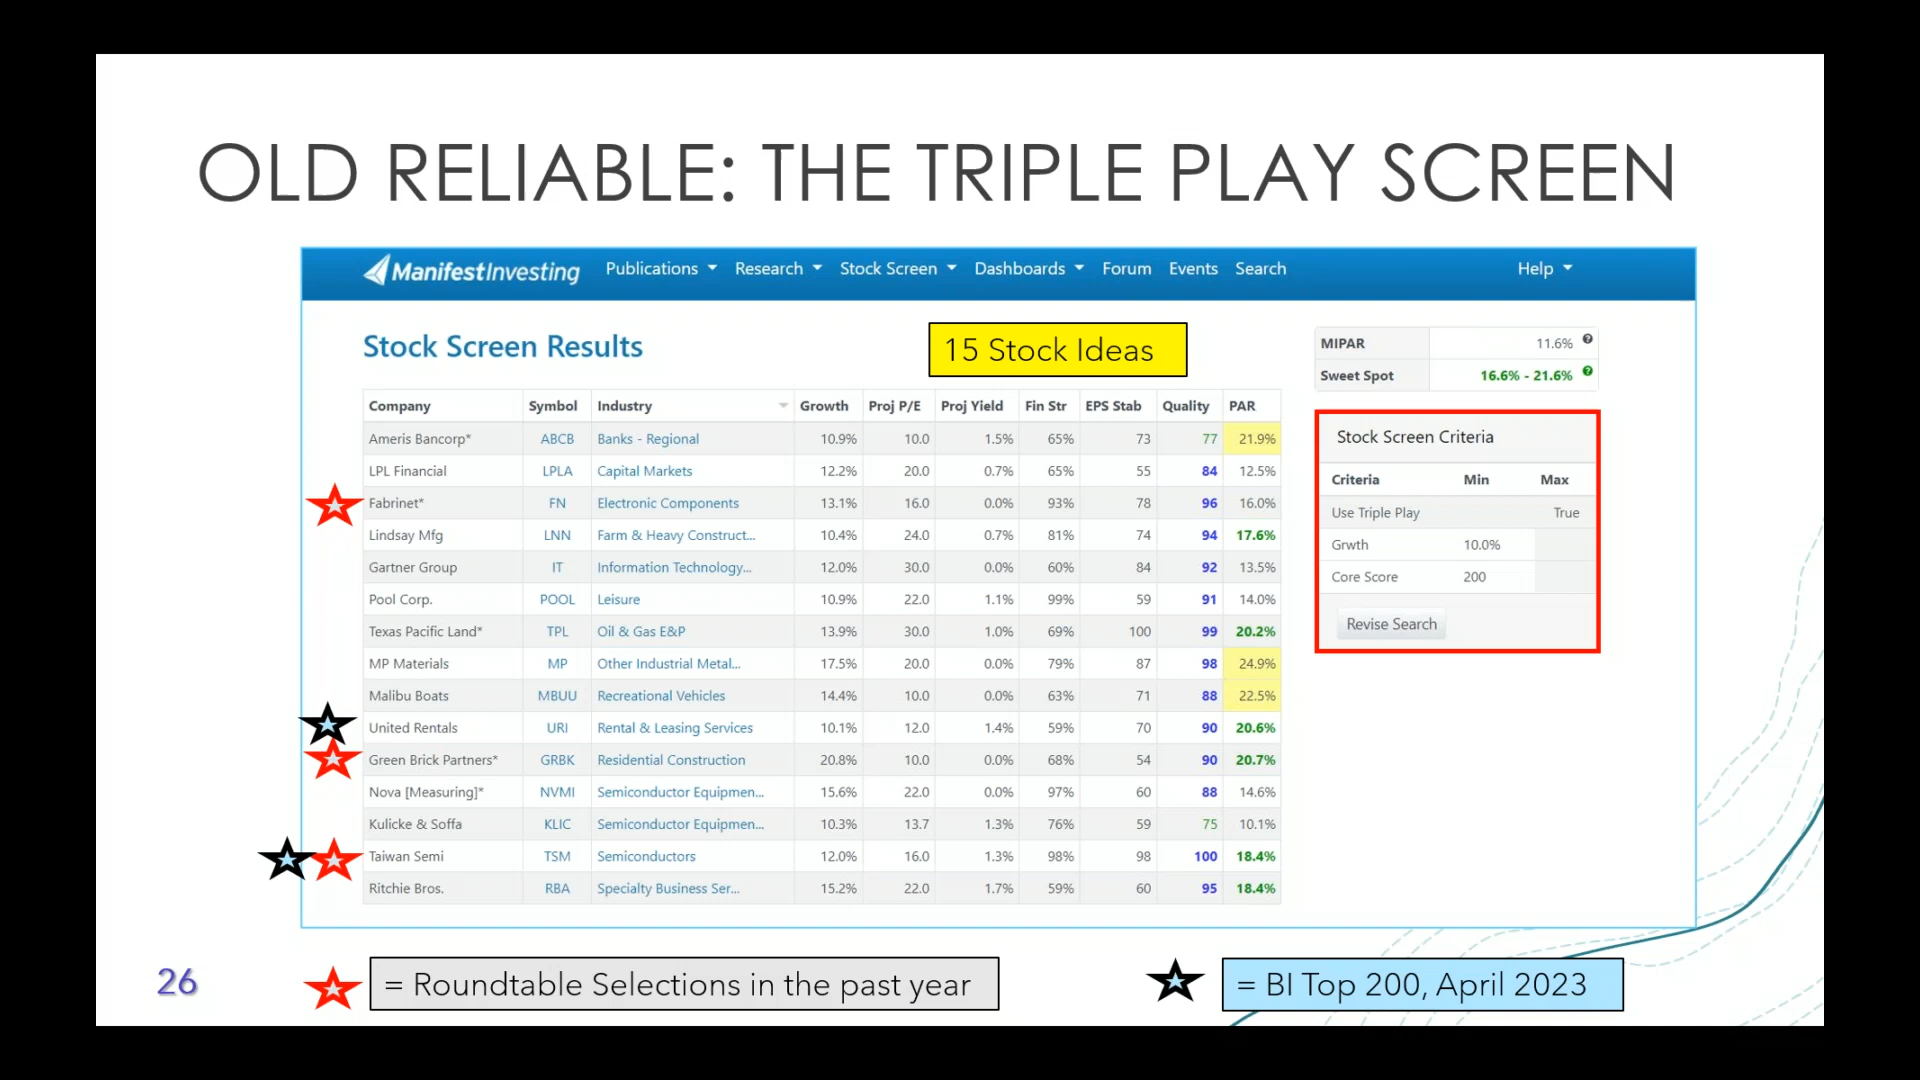 OLD RELIABLE: THE TRIPLE PLAY SCREEN
ManifestInvesting Publications Research Stock Screen Dashboards Forum Events Search Help
Stock Screen Results
15 Stock Ideas
MIPAR 11.6%
Sweet Spot 16.6% - 21.6%
Company Symbol Industry Growth Proj P/E Proj Yield Fin Str EPS Stab Quality PAR
Ameris Bancorp* ABCB Banks - Regional 10.9% 10.0 1.5% 65% 73 77 21.9%
LPL Financial LPLA Capital Markets 12.2% 20.0 0.7% 65% 55 84 12.5%
Fabrinet* FN Electronic Components 13.1% 16.0 0.0% 93% 78 96 16.0%
Lindsay Mfg LNN Farm & Heavy Construct... 10.4% 24.0 0.7% 81% 74 94 17.6%
Gartner Group IT Information Technology... 12.0% 30.0 0.0% 60% 84 92 13.5%
Pool Corp. POOL Leisure 10.9% 22.0 1.1% 99% 59 91 14.0%
Texas Pacific Land* TPL Oil & Gas E&P 13.9% 30.0 1.0% 69% 100 99 20.2%
MP Materials MP Other Industrial Metal... 17.5% 20.0 0.0% 79% 87 98 24.9%
Malibu Boats MBUU Recreational Vehicles 14.4% 10.0 0.0% 63% 71 88 22.5%
United Rentals URI Rental & Leasing Services 10.1% 12.0 1.4% 59% 70 90 20.6%
Green Brick Partners* GRBK Residential Construction 20.8% 10.0 0.0% 68% 54 90 20.7%
Nova [Measuring]* NVMI Semiconductor Equipmen... 15.6% 22.0 0.0% 97% 60 88 14.6%
Kulicke & Soffa KLIC Semiconductor Equipmen... 10.3% 13.7 1.3% 76% 59 75 10.1%
Taiwan Semi TSM Semiconductors 12.0% 16.0 1.3% 98% 98 100 18.4%
Ritchie Bros. RBA Specialty Business Ser... 15.2% 22.0 1.7% 59% 60 95 18.4%
Stock Screen Criteria
Criteria Min Max
Use Triple Play True
Grwth 10.0%
Core Score 200
Revise Search
26
= Roundtable Selections in the past year
= BI Top 200, April 2023